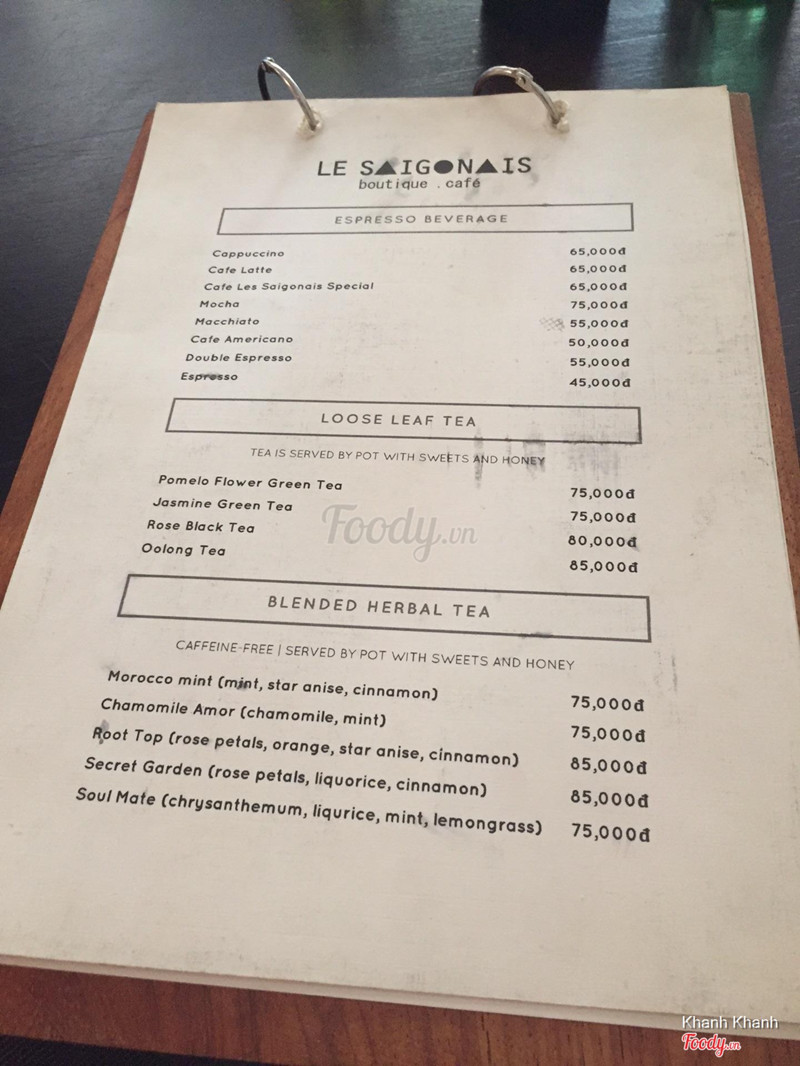 LE SAIGONAIS
boutique . café
ESPRESSO BEVERAGE
Cappuccino 65,000đ
Cafe Latte 65,000đ
Cafe Les Saigonais Special 65,000đ
Mocha 75,000đ
Macchiato 55,000đ
Cafe Americano 50,000đ
Double Espresso 55,000đ
Espresso 45,000đ
LOOSE LEAF TEA
TEA IS SERVED BY POT WITH SWEETS AND HONEY
Pomelo Flower Green Tea 75,000đ
Jasmine Green Tea 75,000đ
Rose Black Tea 80,000đ
Oolong Tea 85,000đ
Foody.vn
BLENDED HERBAL TEA
CAFFEINE-FREE | SERVED BY POT WITH SWEETS AND HONEY
Morocco mint (mint, star anise, cinnamon) 75,000đ
Chamomile Amor (chamomile, mint) 75,000đ
Root Top (rose petals, orange, star anise, cinnamon) 85,000đ
Secret Garden (rose petals, liquorice, cinnamon) 85,000đ
Soul Mate (chrysanthemum, liqurice, mint, lemongrass) 75,000đ
Khanh Khanh
Foody.vn